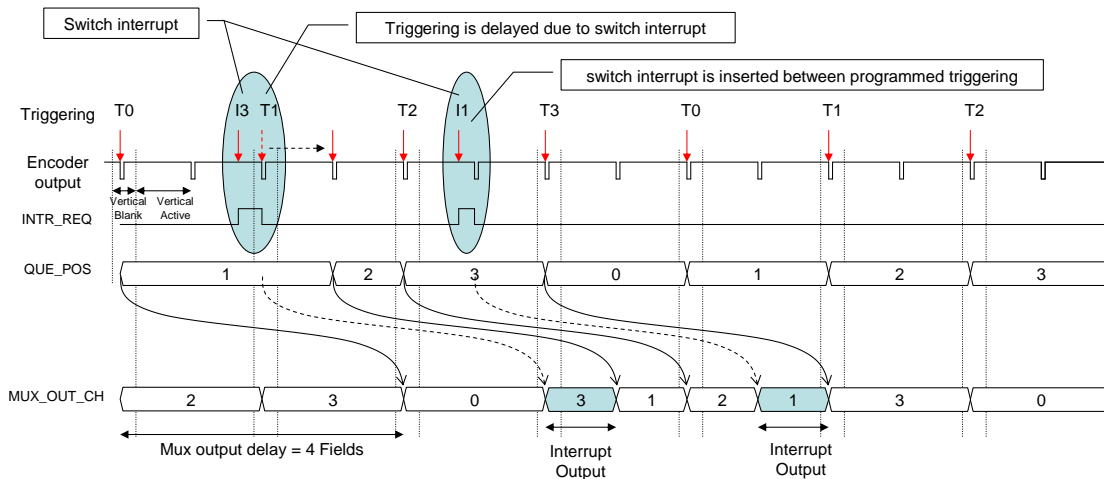 Switch interrupt
Triggering is delayed due to switch interrupt
switch interrupt is inserted between programmed triggering
Triggering T0 I3 T1 T2 I1 T3 T0 T1 T2
Encoder
output
Vertical
Blank
Vertical
Active
INTR_REQ
QUE_POS 1 2 3 0 1 2 3
MUX_OUT_CH 2 3 0 3 1 2 1 3 0
Mux output delay = 4 Fields
Interrupt
Output
Interrupt
Output